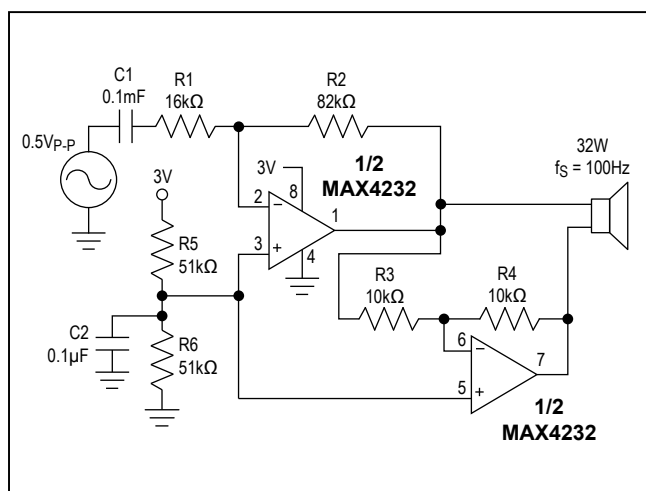 C1
0.1mF
R1
16kΩ
R2
82kΩ
0.5VP-P
3V
R5
51kΩ
C2
0.1µF
R6
51kΩ
3V
1/2
MAX4232
2
−
3
+
8
4
1
32W
fS = 100Hz
R3
10kΩ
R4
10kΩ
6
−
5
+
7
1/2
MAX4232